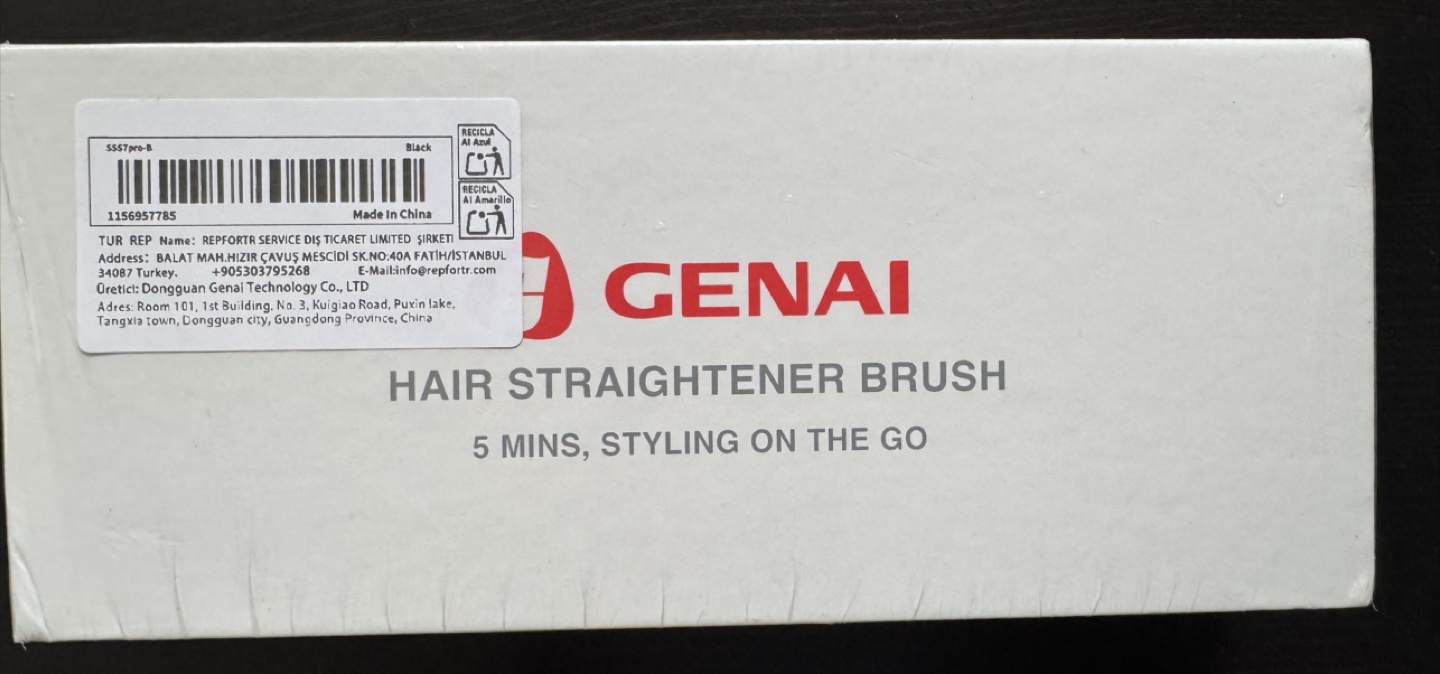 SSS7pro-B Black
1156957785 Made In China
RECICLA
Al Azul
RECICLA
Al Amarillo
TUR REP Name: REPFORTR SERVICE DIŞ TICARET LIMITED ŞIRKETI
Address: BALAT MAH.HIZIR ÇAVUŞ MESCİDİ SK.NO:40A FATİH/İSTANBUL
34087 Turkey. +905303795268 E-Mail:info@repfortr.com
Üretici: Dongguan Genai Technology Co., LTD
Adres: Room 101, 1st Building, No. 3, Kuiqiao Road, Puxin lake,
Tangxia town, Dongguan city, Guangdong Province, China
GENAI
HAIR STRAIGHTENER BRUSH
5 MINS, STYLING ON THE GO